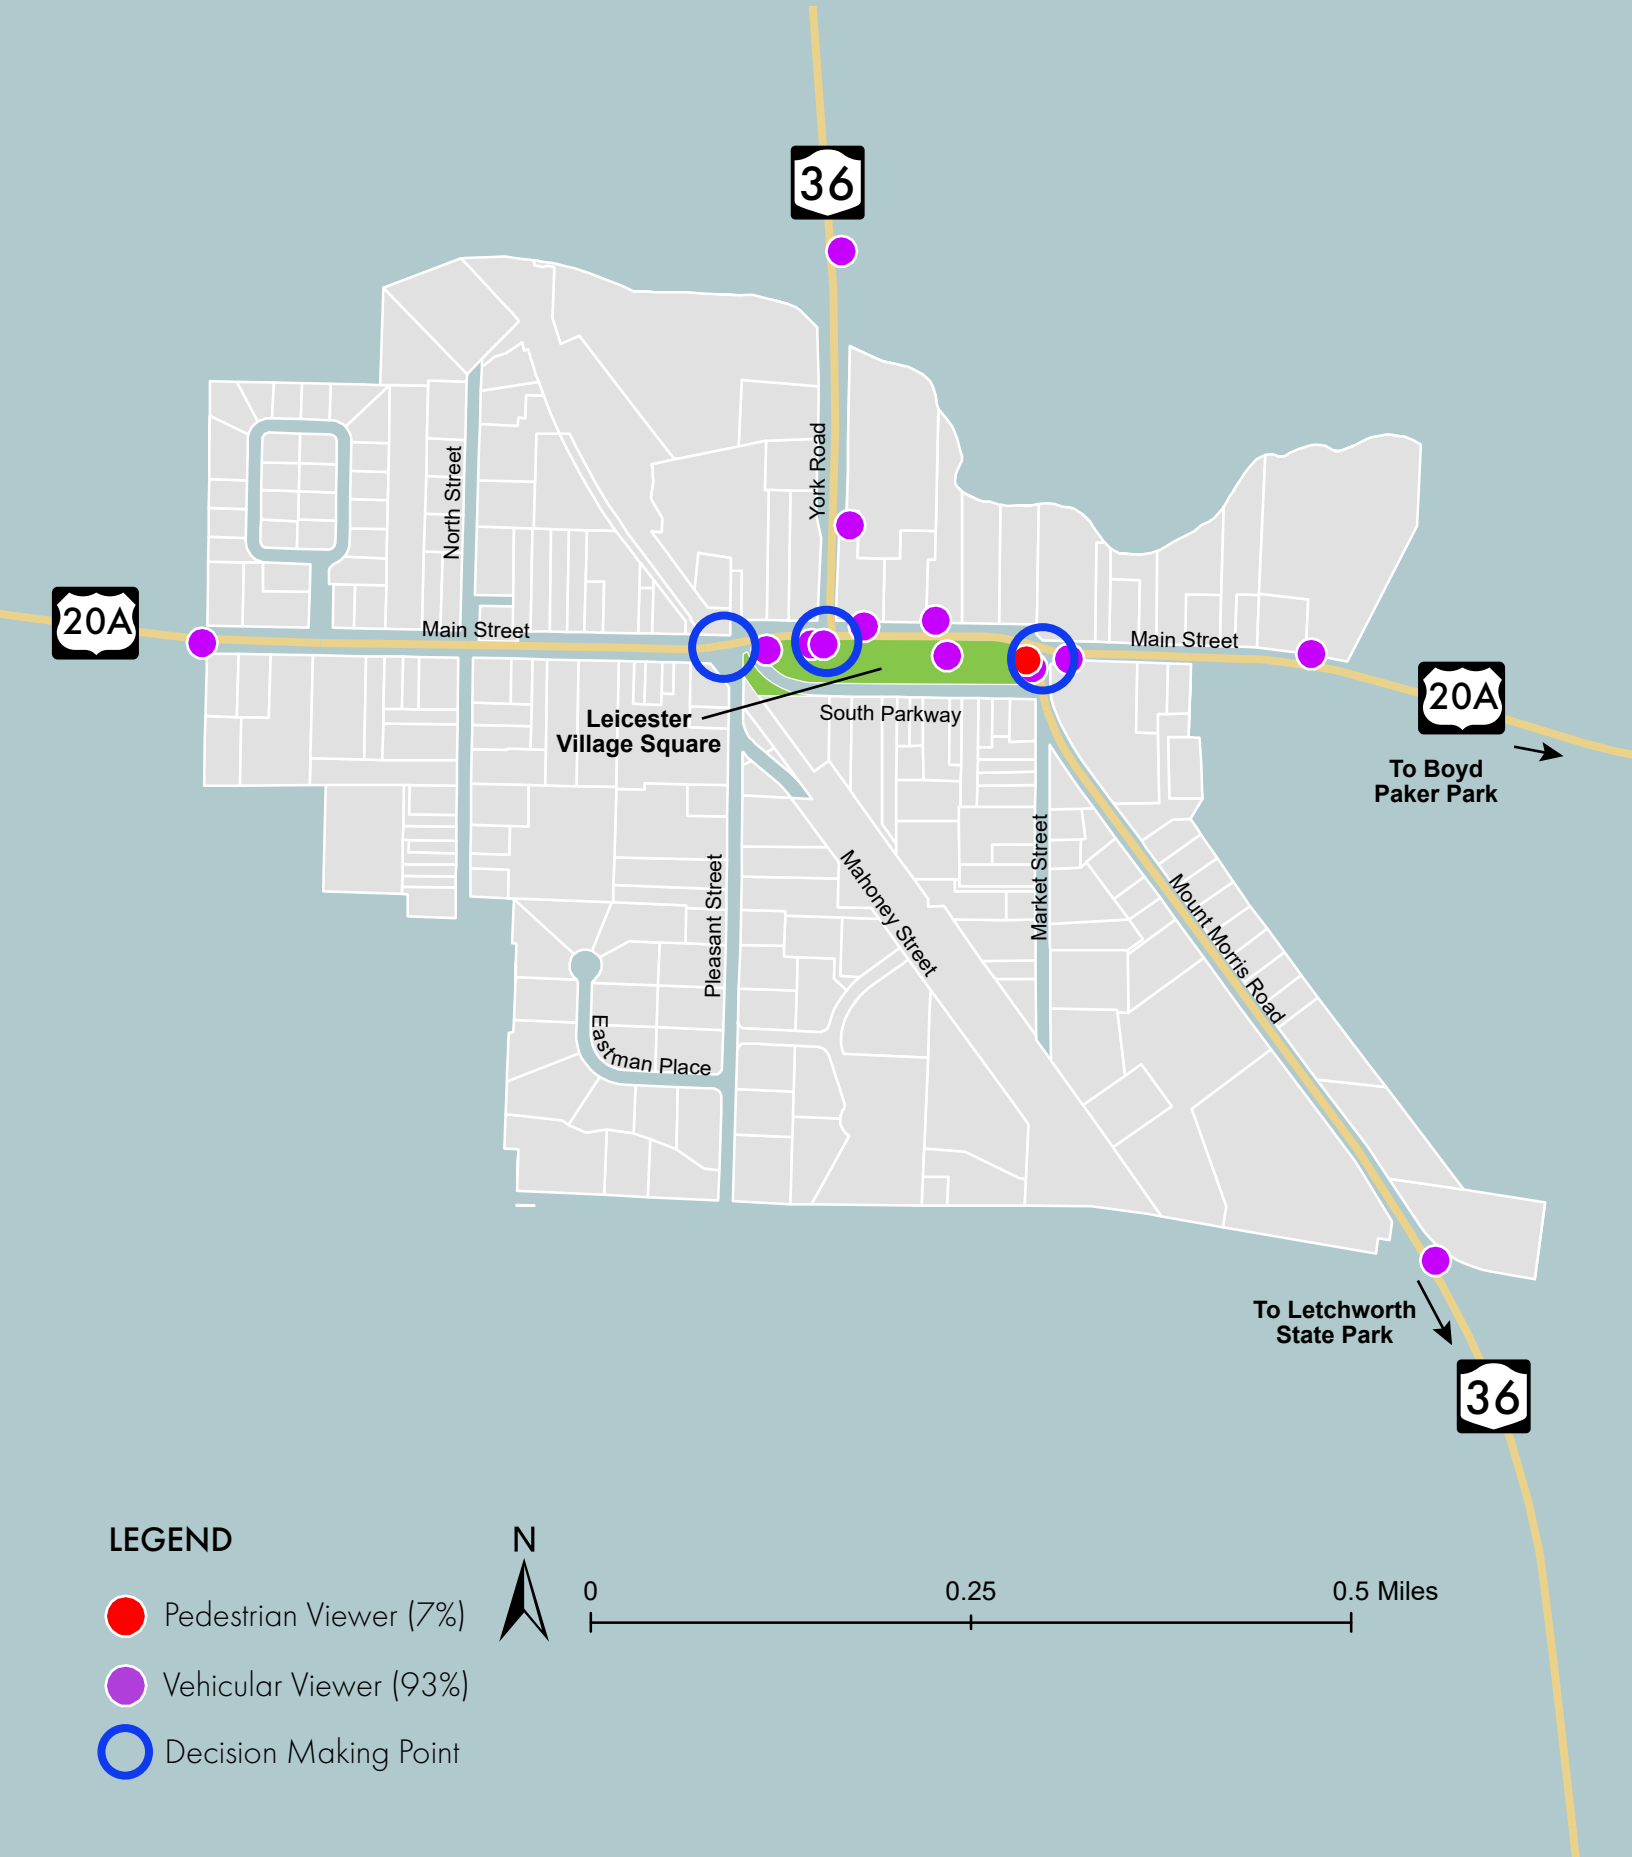 36
York Road
North Street
20A
Main Street
Main Street
20A
Leicester
Village Square
South Parkway
To Boyd
Paker Park
Market Street
Mahoney Street
Pleasant Street
Mount Morris Road
Eastman Place
To Letchworth
State Park
36
LEGEND
Pedestrian Viewer (7%)
Vehicular Viewer (93%)
Decision Making Point
N
0 0.25 0.5 Miles